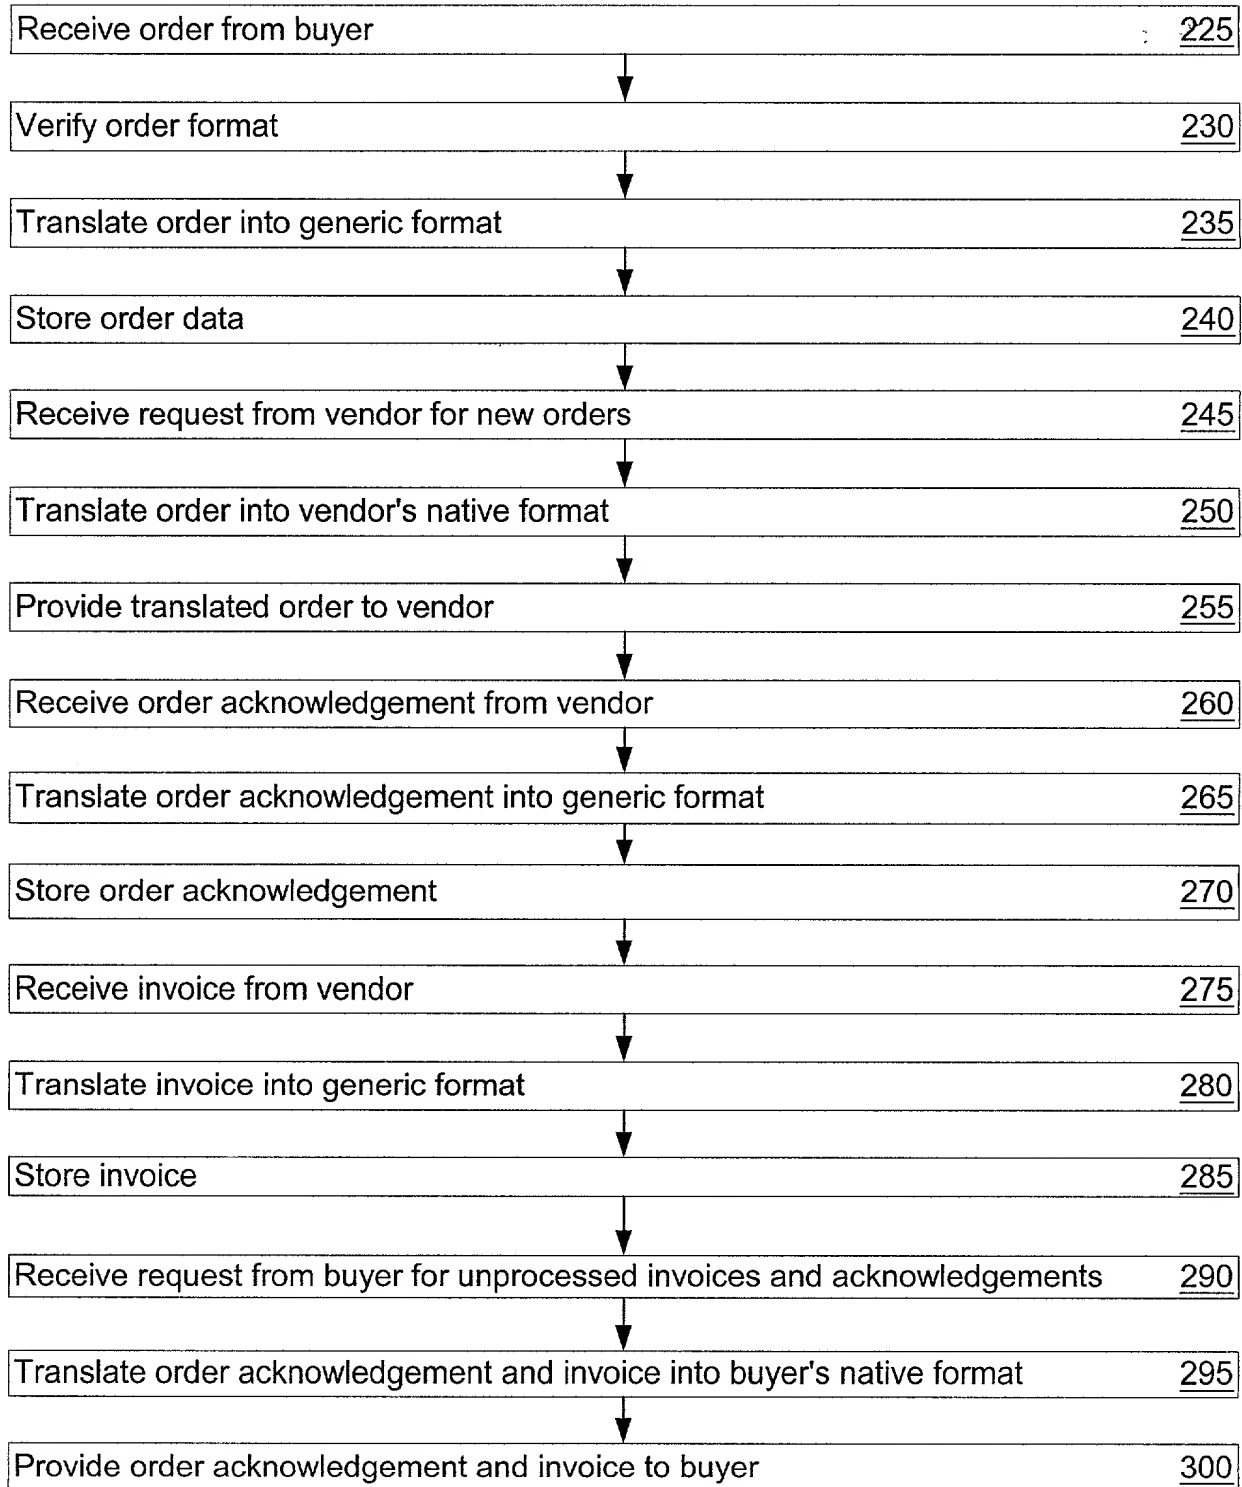 Receive order from buyer 225
Verify order format 230
Translate order into generic format 235
Store order data 240
Receive request from vendor for new orders 245
Translate order into vendor's native format 250
Provide translated order to vendor 255
Receive order acknowledgement from vendor 260
Translate order acknowledgement into generic format 265
Store order acknowledgement 270
Receive invoice from vendor 275
Translate invoice into generic format 280
Store invoice 285
Receive request from buyer for unprocessed invoices and acknowledgements 290
Translate order acknowledgement and invoice into buyer's native format 295
Provide order acknowledgement and invoice to buyer 300